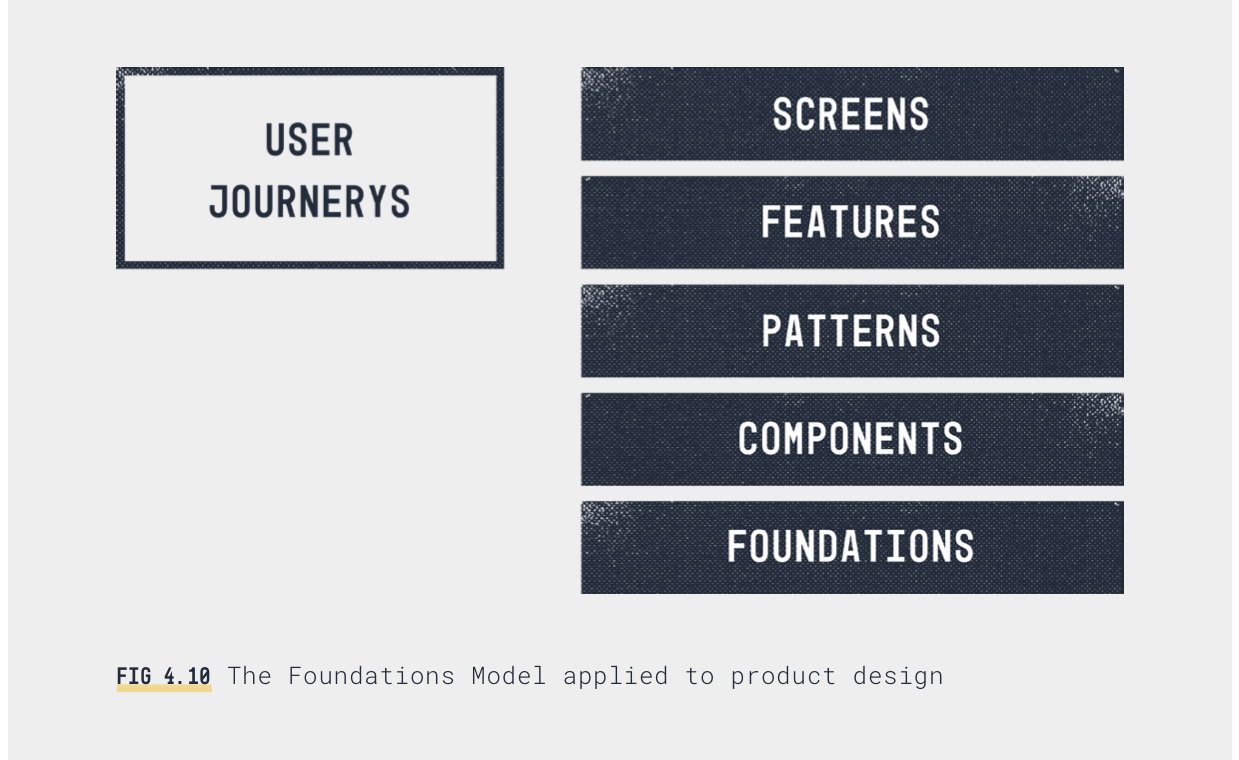 USER
JOURNERYS
SCREENS
FEATURES
PATTERNS
COMPONENTS
FOUNDATIONS
FIG 4.10 The Foundations Model applied to product design